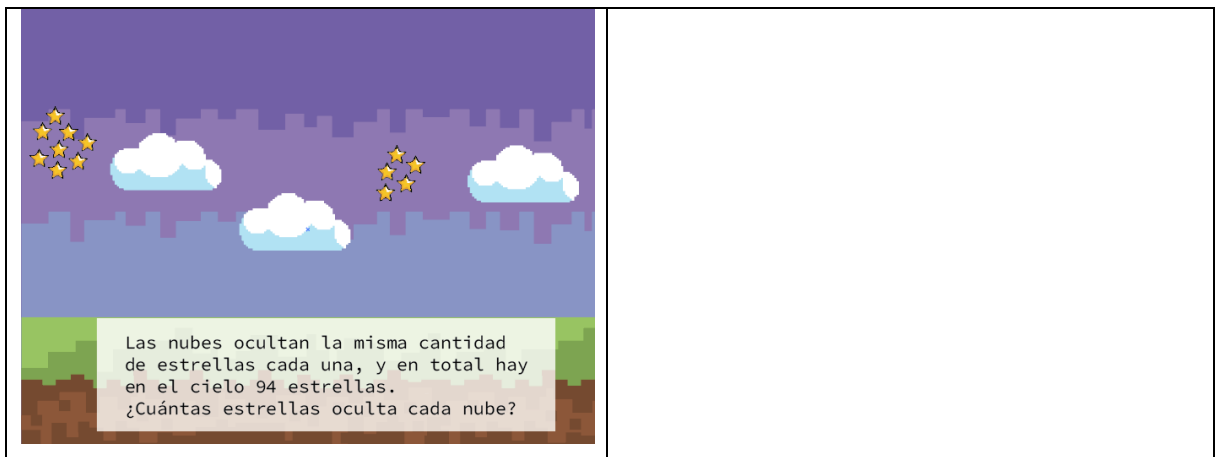 Las nubes ocultan la misma cantidad
de estrellas cada una, y en total hay
en el cielo 94 estrellas.
¿Cuántas estrellas oculta cada nube?